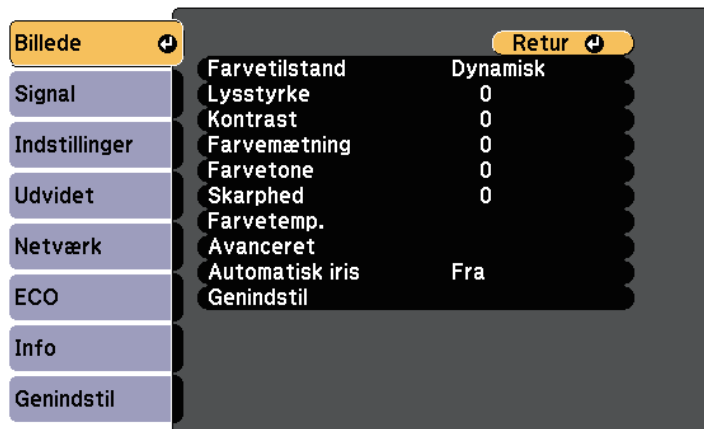 Billede
Signal
Indstillinger
Udvidet
Netværk
ECO
Info
Genindstil
Retur
Farvetilstand Dynamisk
Lysstyrke 0
Kontrast 0
Farvemætning 0
Farvetone 0
Skarphed 0
Farvetemp.
Avanceret
Automatisk iris Fra
Genindstil